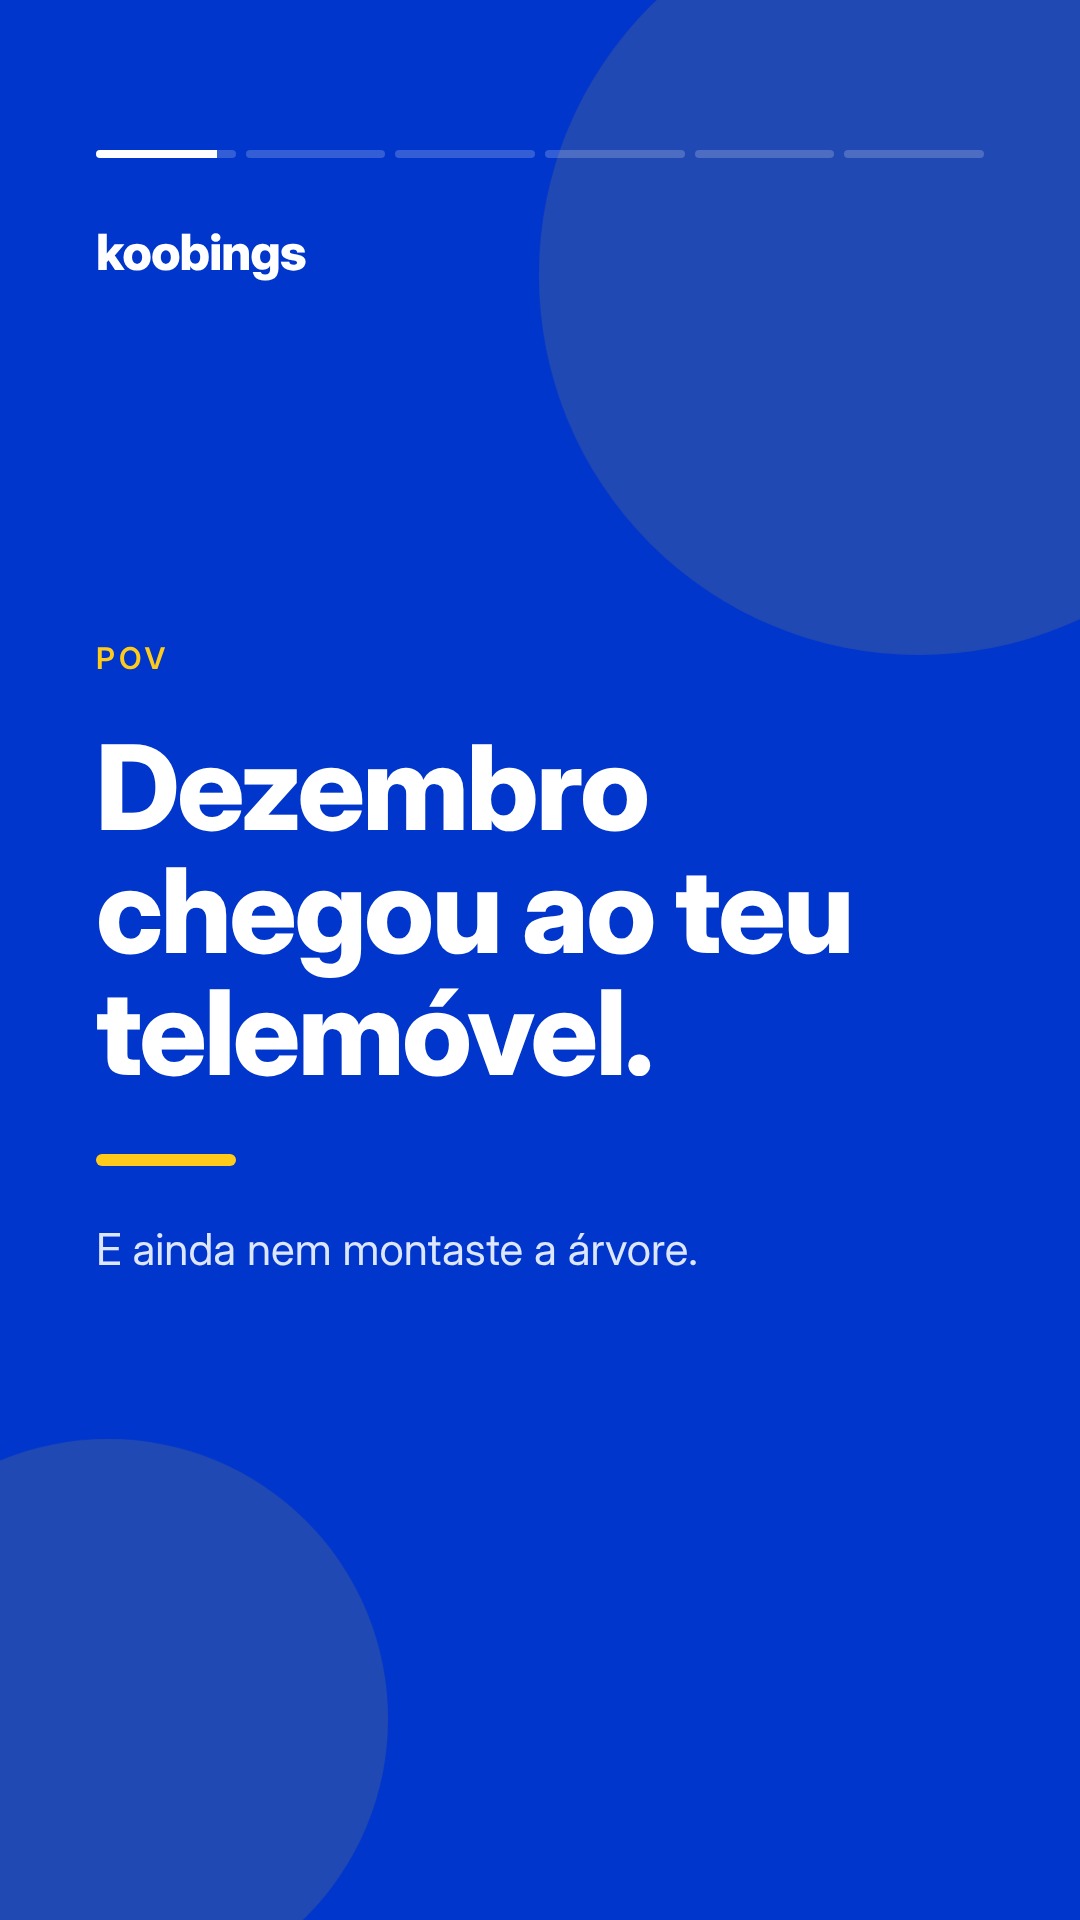 koobings
POV
Dezembro
chegou ao teu
telemóvel.
E ainda nem montaste a árvore.